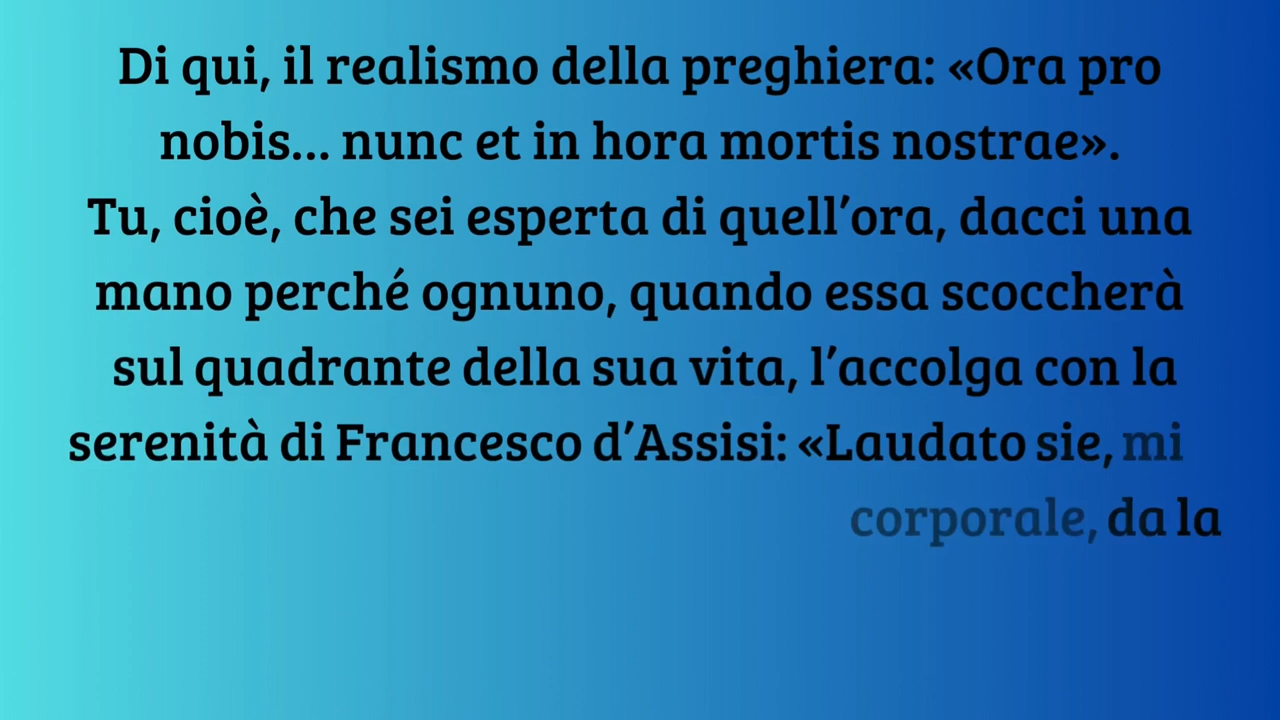 Di qui, il realismo della preghiera: «Ora pro
nobis... nunc et in hora mortis nostrae».
Tu, cioè, che sei esperta di quell’ora, dacci una
mano perché ognuno, quando essa scoccherà
sul quadrante della sua vita, l’accolga con la
serenità di Francesco d’Assisi: «Laudato sie, mi
corporale, da la